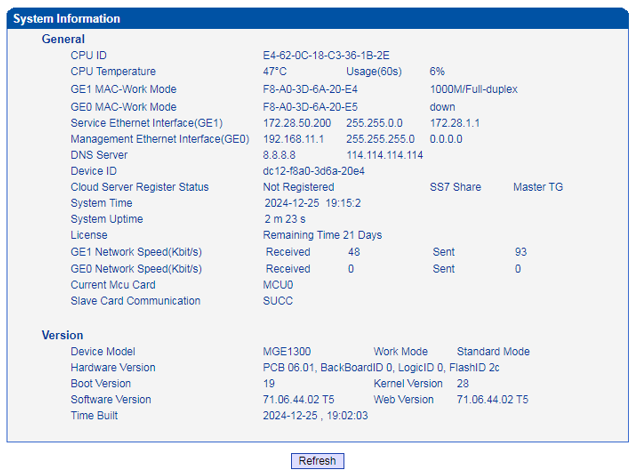 System Information
General
CPU ID E4-62-0C-18-C3-36-1B-2E
CPU Temperature 47°C Usage(60s) 6%
GE1 MAC-Work Mode F8-A0-3D-6A-20-E4 1000M/Full-duplex
GE0 MAC-Work Mode F8-A0-3D-6A-20-E5 down
Service Ethernet Interface(GE1) 172.28.50.200 255.255.0.0 172.28.1.1
Management Ethernet Interface(GE0) 192.168.11.1 255.255.255.0 0.0.0.0
DNS Server 8.8.8.8 114.114.114.114
Device ID dc12-f8a0-3d6a-20e4
Cloud Server Register Status Not Registered SS7 Share Master TG
System Time 2024-12-25 19:15:2
System Uptime 2 m 23 s
License Remaining Time 21 Days
GE1 Network Speed(Kbit/s) Received 48 Sent 93
GE0 Network Speed(Kbit/s) Received 0 Sent 0
Current Mcu Card MCU0
Slave Card Communication SUCC
Version
Device Model MGE1300 Work Mode Standard Mode
Hardware Version PCB 06.01, BackBoardID 0, LogicID 0, FlashID 2c
Boot Version 19 Kernel Version 28
Software Version 71.06.44.02 T5 Web Version 71.06.44.02 T5
Time Built 2024-12-25 , 19:02:03
Refresh